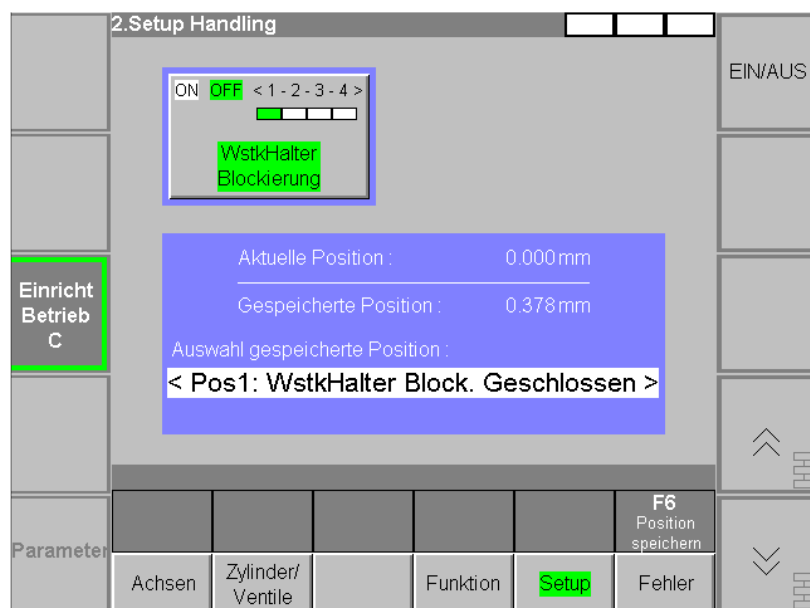 2.Setup Handling
EIN/AUS
ON OFF < 1 - 2 - 3 - 4 >
WstkHalter
Blockierung
Aktuelle Position : 0.000 mm
Gespeicherte Position : 0.378 mm
Auswahl gespeicherte Position :
< Pos1: WstkHalter Block. Geschlossen >
Einricht
Betrieb
C
Parameter
F6
Position
speichern
Achsen
Zylinder/
Ventile
Funktion
Setup
Fehler